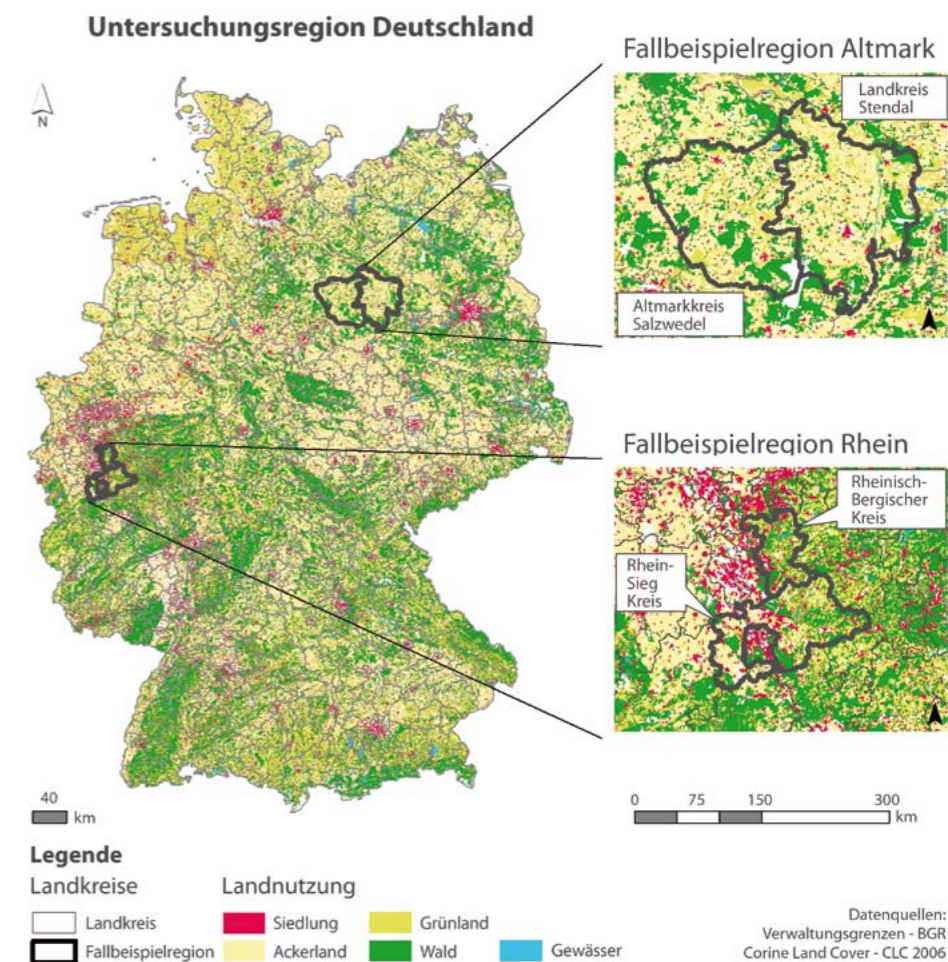 Untersuchungsregion Deutschland
N
Fallbeispielregion Altmark
Landkreis
Stendal
Altmarkkreis
Salzwedel
Fallbeispielregion Rhein
Rheinisch-
Bergischer
Kreis
Rhein-
Sieg
Kreis
40
km
0 75 150 300
km
Legende
Landkreise
Landnutzung
Landkreis
Siedlung
Grünland
Fallbeispielregion
Ackerland
Wald
Gewässer
Datenquellen:
Verwaltungsgrenzen - BGR
Corine Land Cover - CLC 2006